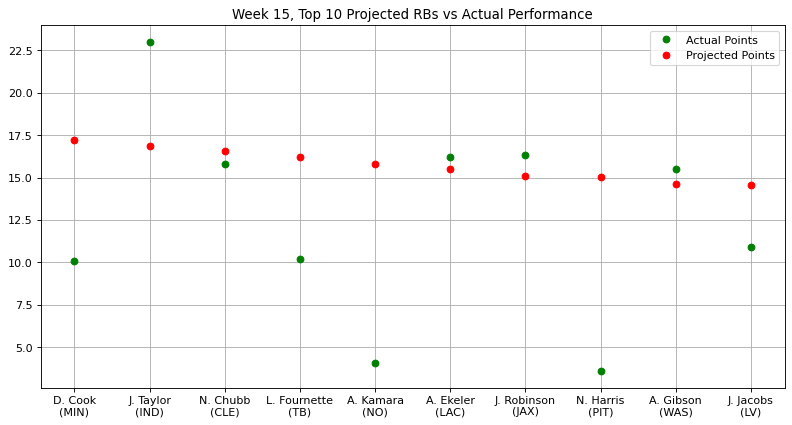 Week 15, Top 10 Projected RBs vs Actual Performance
Actual Points
Projected Points
22.5
20.0
17.5
15.0
12.5
10.0
7.5
5.0
D. Cook J. Taylor N. Chubb L. Fournette A. Kamara A. Ekeler J. Robinson N. Harris A. Gibson J. Jacobs
(MIN) (IND) (CLE) (TB) (NO) (LAC) (JAX) (PIT) (WAS) (LV)